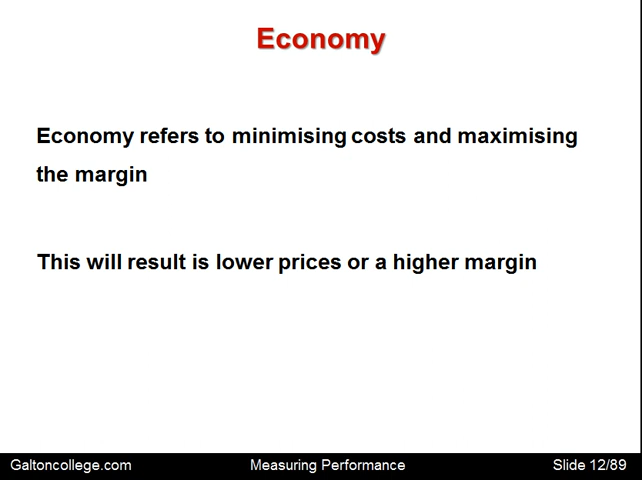 Economy
Economy refers to minimising costs and maximising
the margin
This will result is lower prices or a higher margin
Galtoncollege.com Measuring Performance Slide 12/89